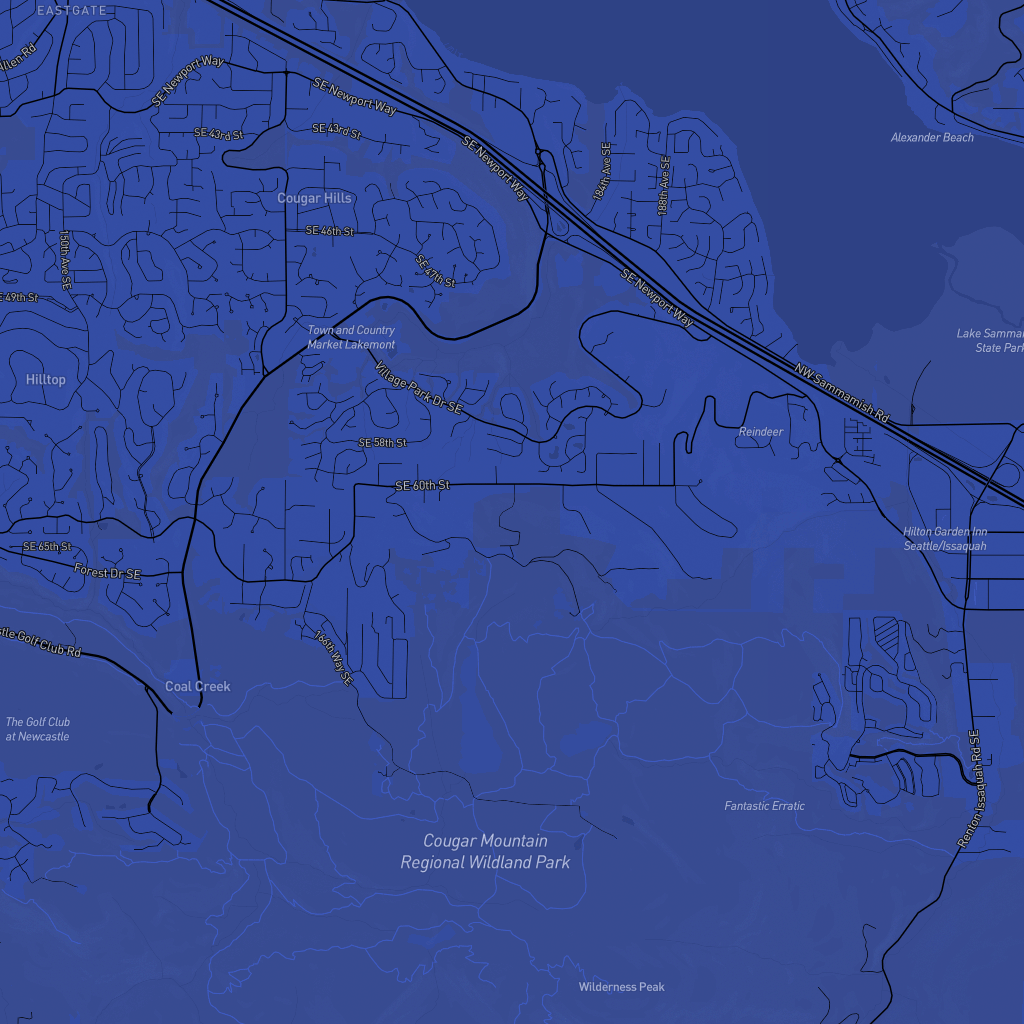 EASTGATE
Allen Rd
SE Newport Way
SE Newport Way
SE 43rd St
SE 43rd St
SE Newport Way
184th Ave SE
188th Ave SE
Alexander Beach
Cougar Hills
SE 46th St
150th Ave SE
SE 47th St
SE Newport Way
E 49th St
Town and Country
Market Lakemont
Lake Sammar
State Park
Hilltop
Village Park Dr SE
NW Sammamish Rd
Reindeer
SE 58th St
SE 60th St
Hilton Garden Inn
Seattle/Issaquah
SE 65th St
Forest Dr SE
stle Golf Club Rd
166th Way SE
Coal Creek
The Golf Club
at Newcastle
Renton Issaquah Rd SE
Fantastic Erratic
Cougar Mountain
Regional Wildland Park
Wilderness Peak